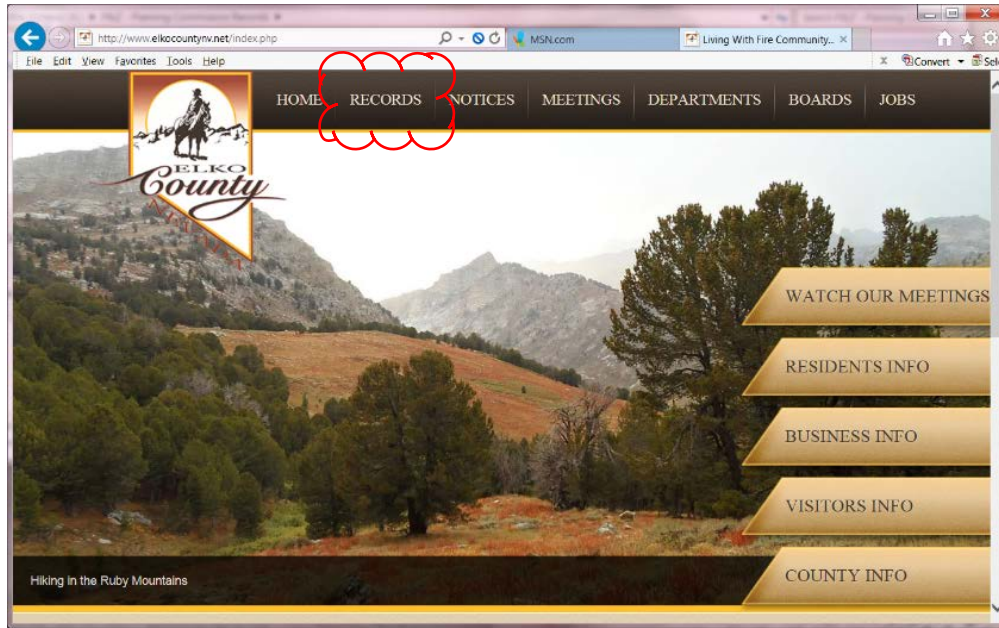 http://www.elkocountynv.net/index.php
MSN.com
Living With Fire Community...
File Edit View Favorites Tools Help
x Convert Sel
HOME RECORDS NOTICES MEETINGS DEPARTMENTS BOARDS JOBS
ELKO
County
NEVADA
WATCH OUR MEETINGS
RESIDENTS INFO
BUSINESS INFO
VISITORS INFO
COUNTY INFO
Hiking in the Ruby Mountains